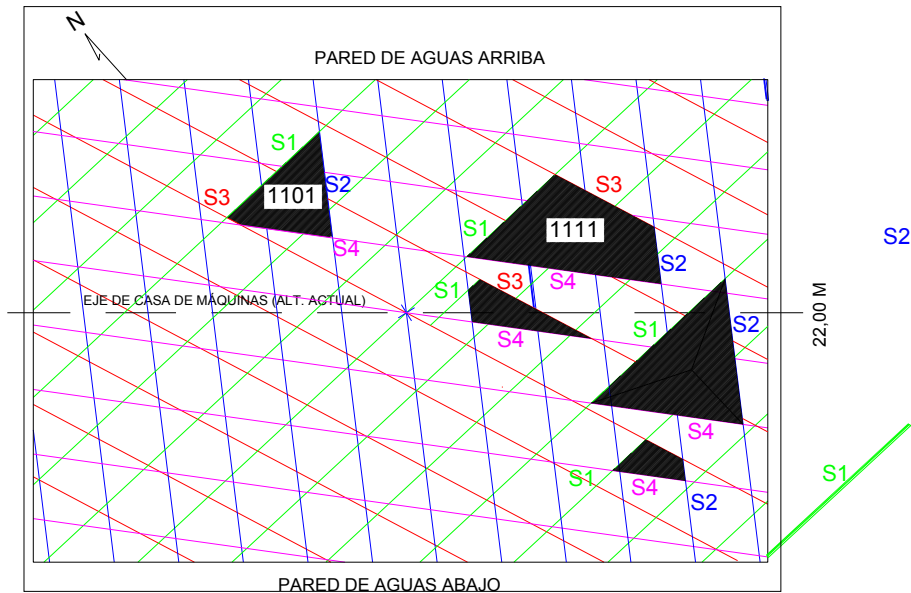 N
PARED DE AGUAS ARRIBA
S1
S3
S2
1101
S3
S4
S1
1111
S2
S2
S4
S3
S1
EJE DE CASA DE MÁQUINAS (ALT. ACTUAL)
S4
S1
S2
22,00 M
S4
S1
S4
S2
S1
PARED DE AGUAS ABAJO